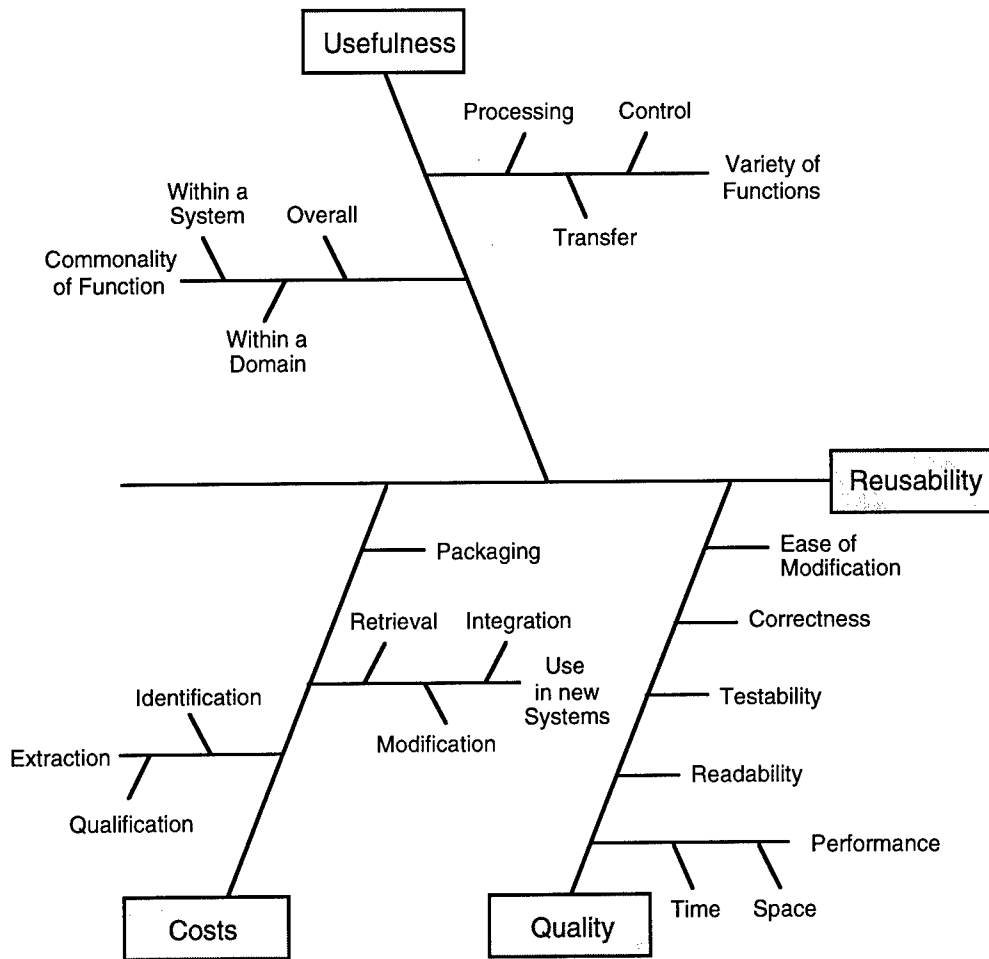 Usefulness
Processing
Control
Variety of
Functions
Transfer
Within a
System
Overall
Commonality
of Function
Within a
Domain
Reusability
Packaging
Ease of
Modification
Correctness
Retrieval
Integration
Use
in new
Systems
Modification
Identification
Extraction
Qualification
Testability
Readability
Performance
Time
Space
Costs
Quality